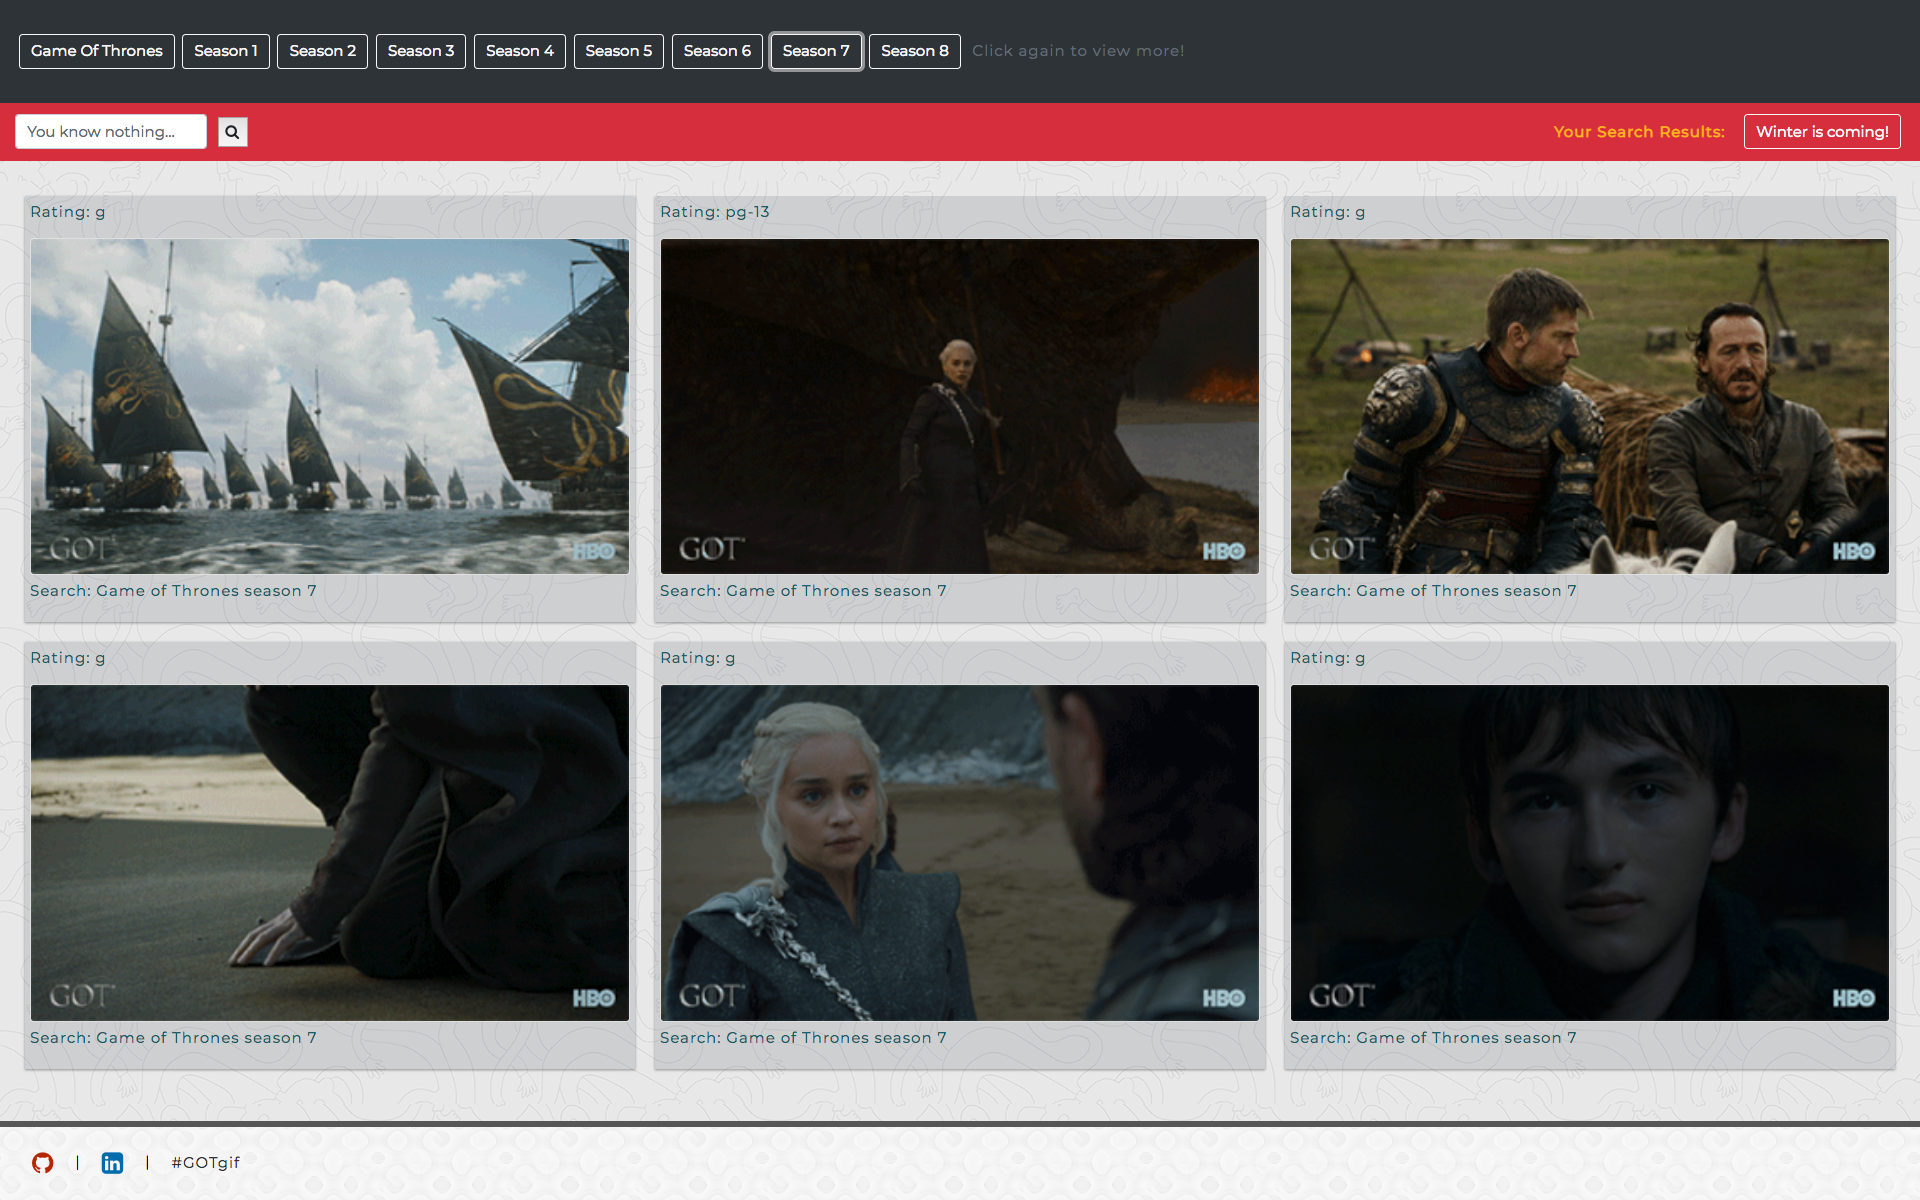 Game Of Thrones Season 1 Season 2 Season 3 Season 4 Season 5 Season 6 Season 7 Season 8 Click again to view more!
You know nothing... Your Search Results: Winter is coming!
Rating: g
GOT HBO
Search: Game of Thrones season 7
Rating: pg-13
GOT HBO
Search: Game of Thrones season 7
Rating: g
GOT HBO
Search: Game of Thrones season 7
Rating: g
GOT HBO
Search: Game of Thrones season 7
Rating: g
GOT HBO
Search: Game of Thrones season 7
Rating: g
GOT HBO
Search: Game of Thrones season 7
| in | #GOTgif